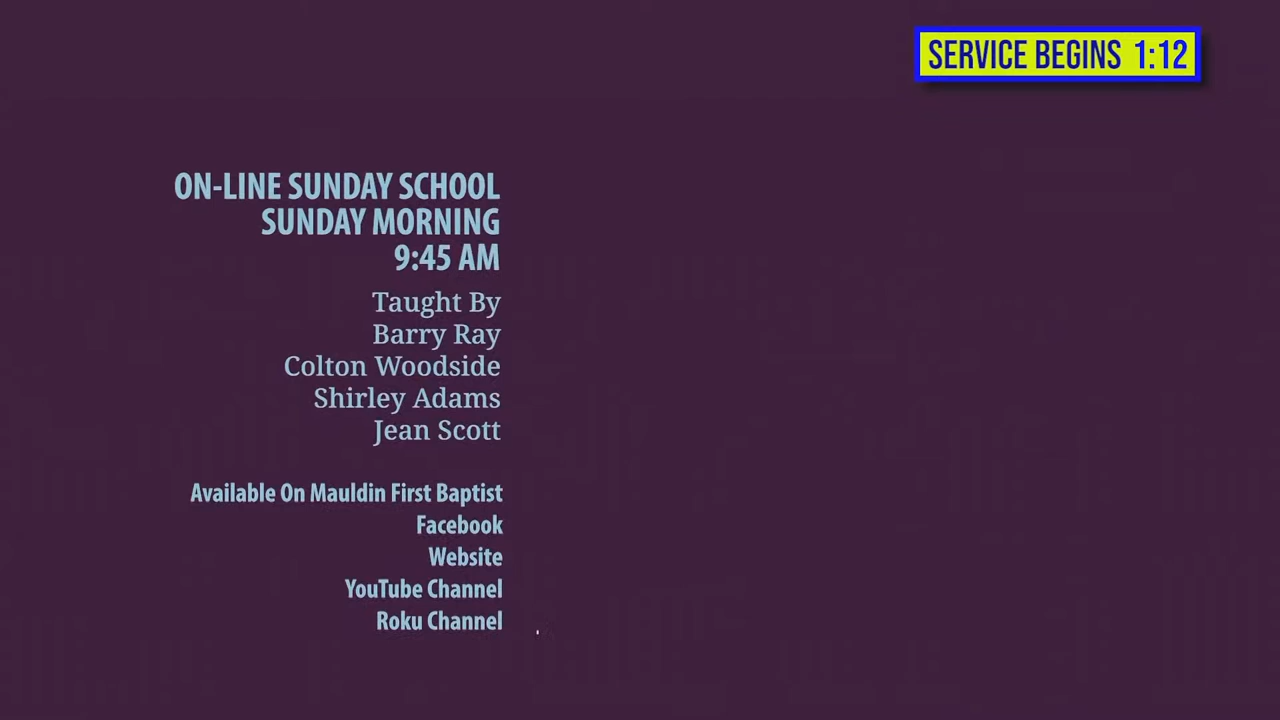 SERVICE BEGINS 1:12
ON-LINE SUNDAY SCHOOL
SUNDAY MORNING
9:45 AM
Taught By
Barry Ray
Colton Woodside
Shirley Adams
Jean Scott
Available On Mauldin First Baptist
Facebook
Website
YouTube Channel
Roku Channel